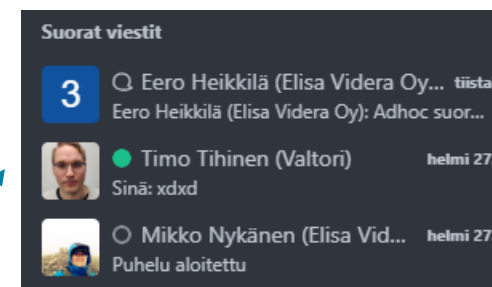 Suorat viestit
3
Eero Heikkilä (Elisa Videra Oy... tiista
Eero Heikkilä (Elisa Videra Oy): Adhoc suor...
Timo Tihinen (Valtori) helmi 27
Sinä: xdxd
Mikko Nykänen (Elisa Vid... helmi 27
Puhelu aloitettu